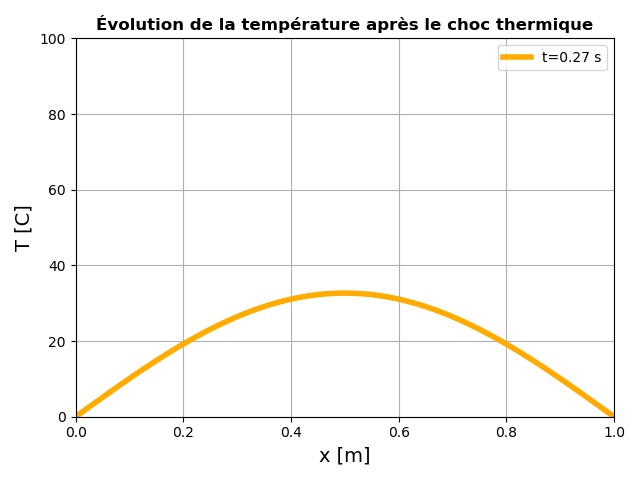 Évolution de la température après le choc thermique
t=0.27 s
100
80
60
40
20
0
T [C]
0.0 0.2 0.4 0.6 0.8 1.0
x [m]